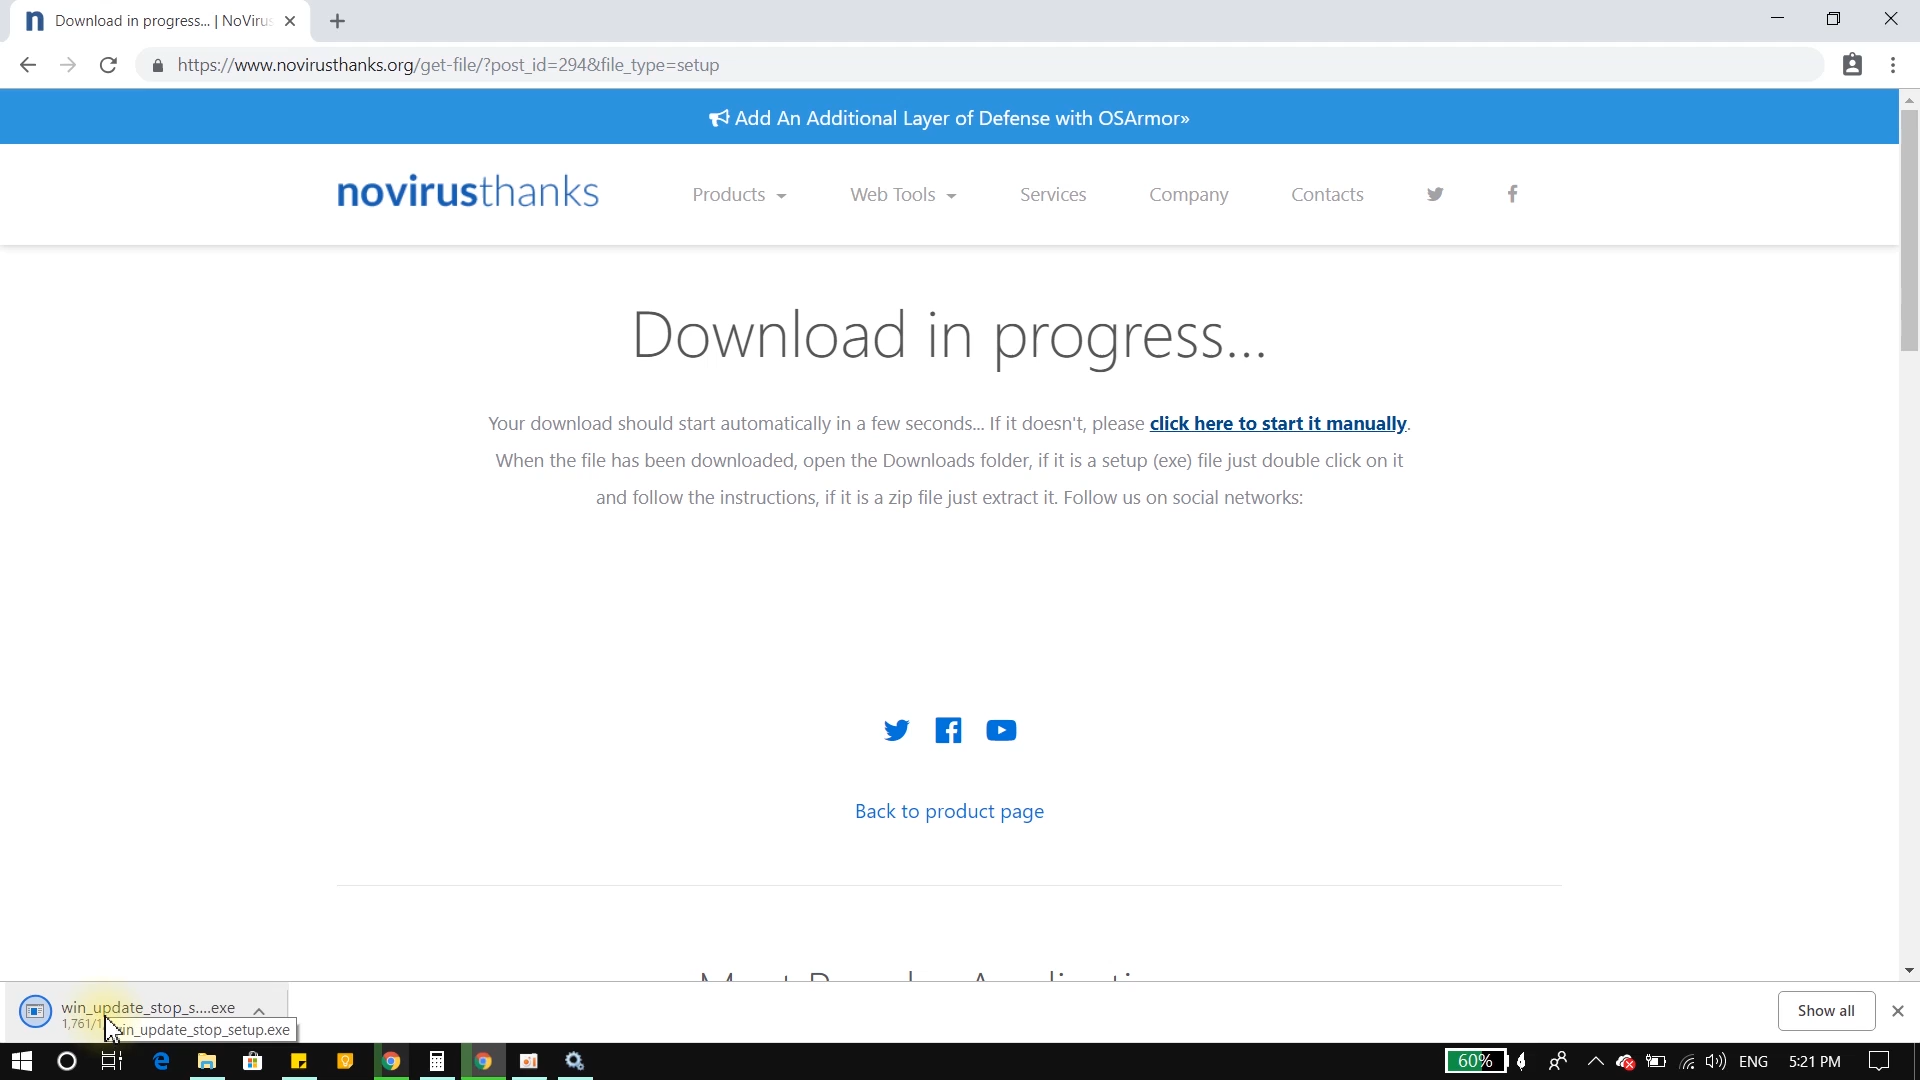 Download in progress... | NoVirus
https://www.novirusthanks.org/get-file/?post_id=294&file_type=setup
Add An Additional Layer of Defense with OSArmor»
novirusthanks
Products
Web Tools
Services
Company
Contacts
Download in progress...
Your download should start automatically in a few seconds... If it doesn't, please click here to start it manually.
When the file has been downloaded, open the Downloads folder, if it is a setup (exe) file just double click on it
and follow the instructions, if it is a zip file just extract it. Follow us on social networks:
Back to product page
win_update_stop_s....exe
1,761/1
win_update_stop_setup.exe
Show all
60%
ENG
5:21 PM